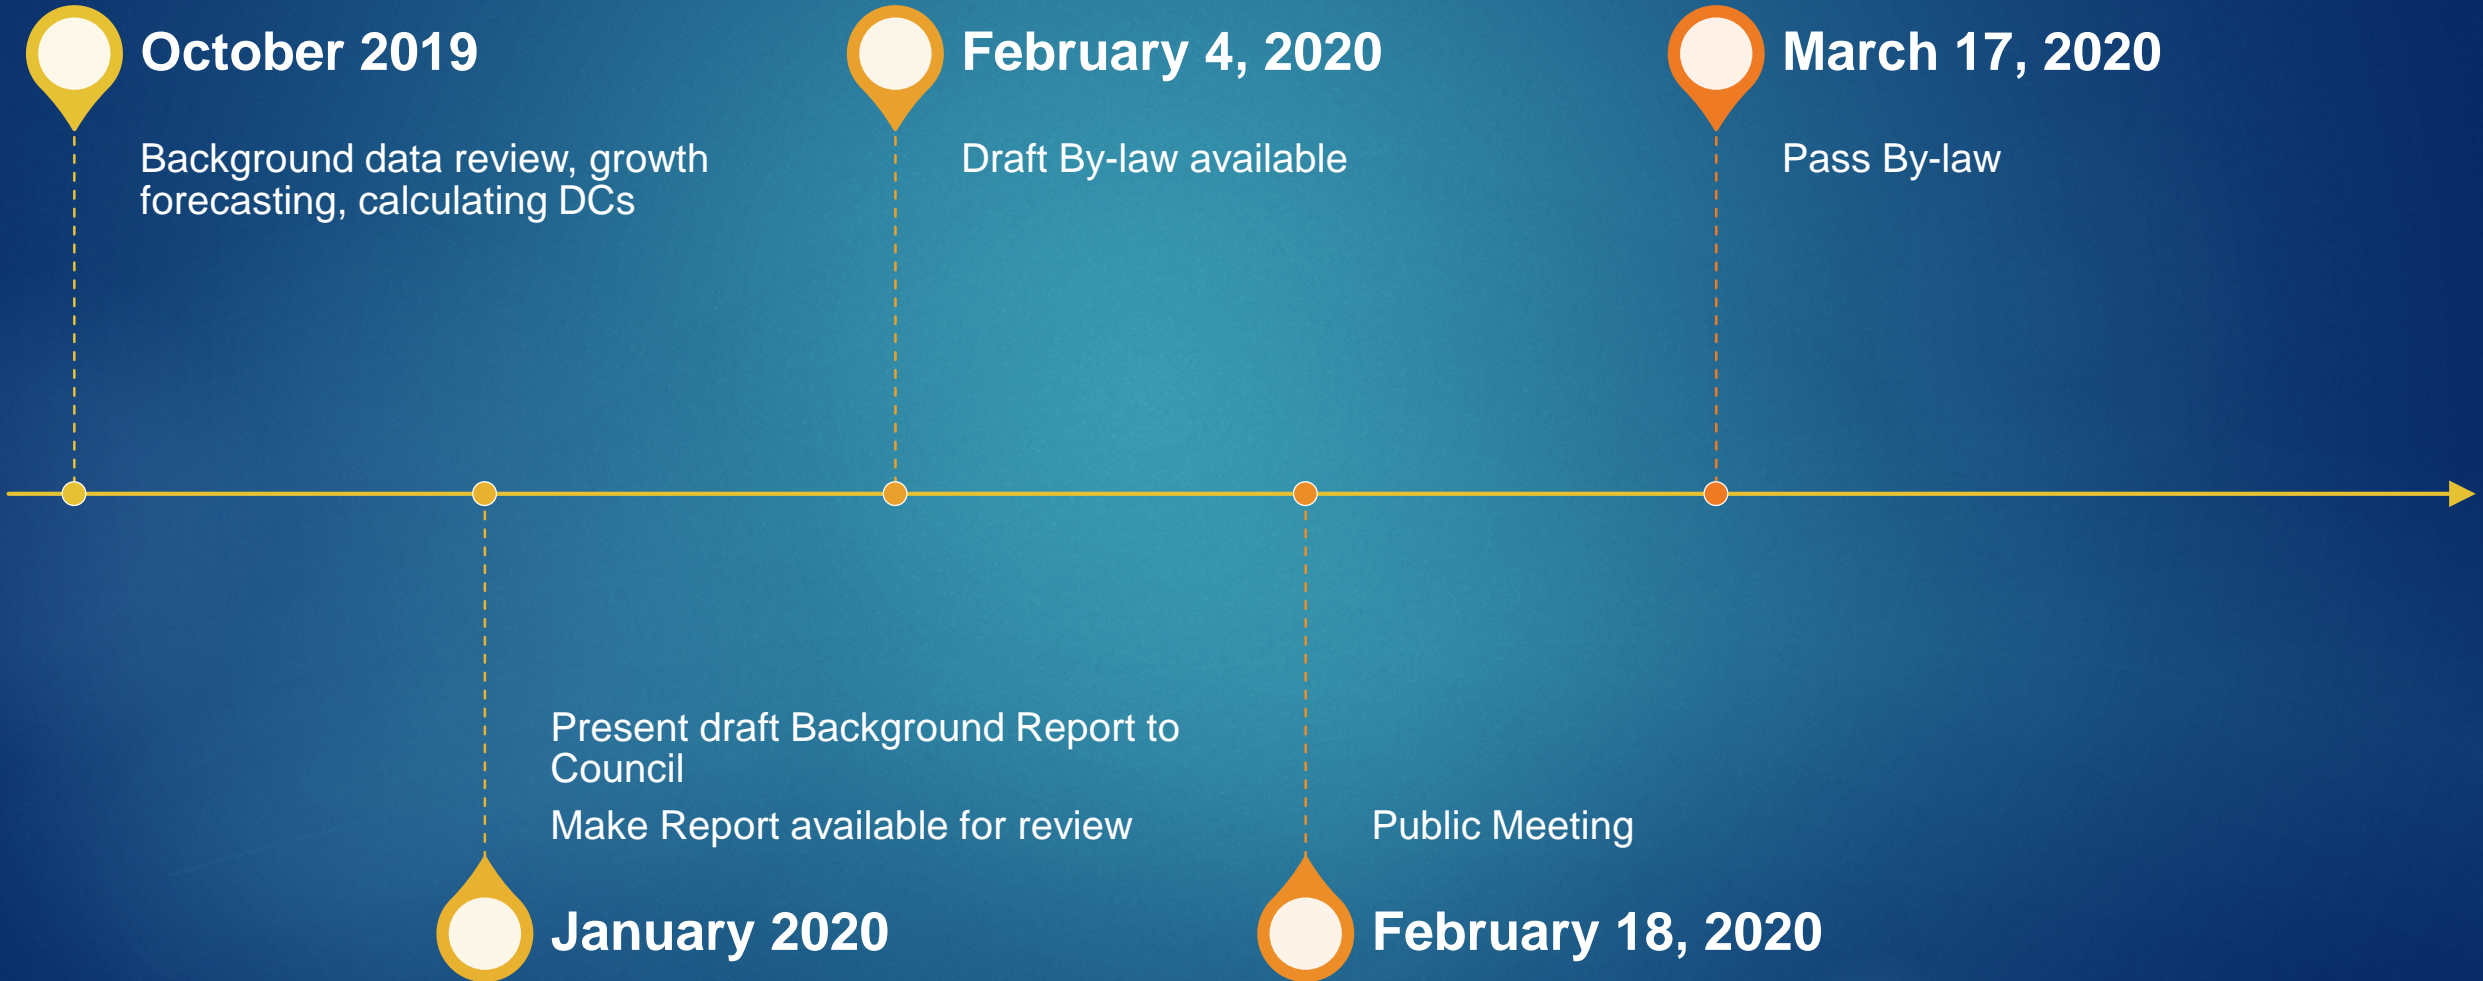 October 2019
Background data review, growth
forecasting, calculating DCs
February 4, 2020
Draft By-law available
March 17, 2020
Pass By-law
Present draft Background Report to
Council
Make Report available for review
January 2020
Public Meeting
February 18, 2020